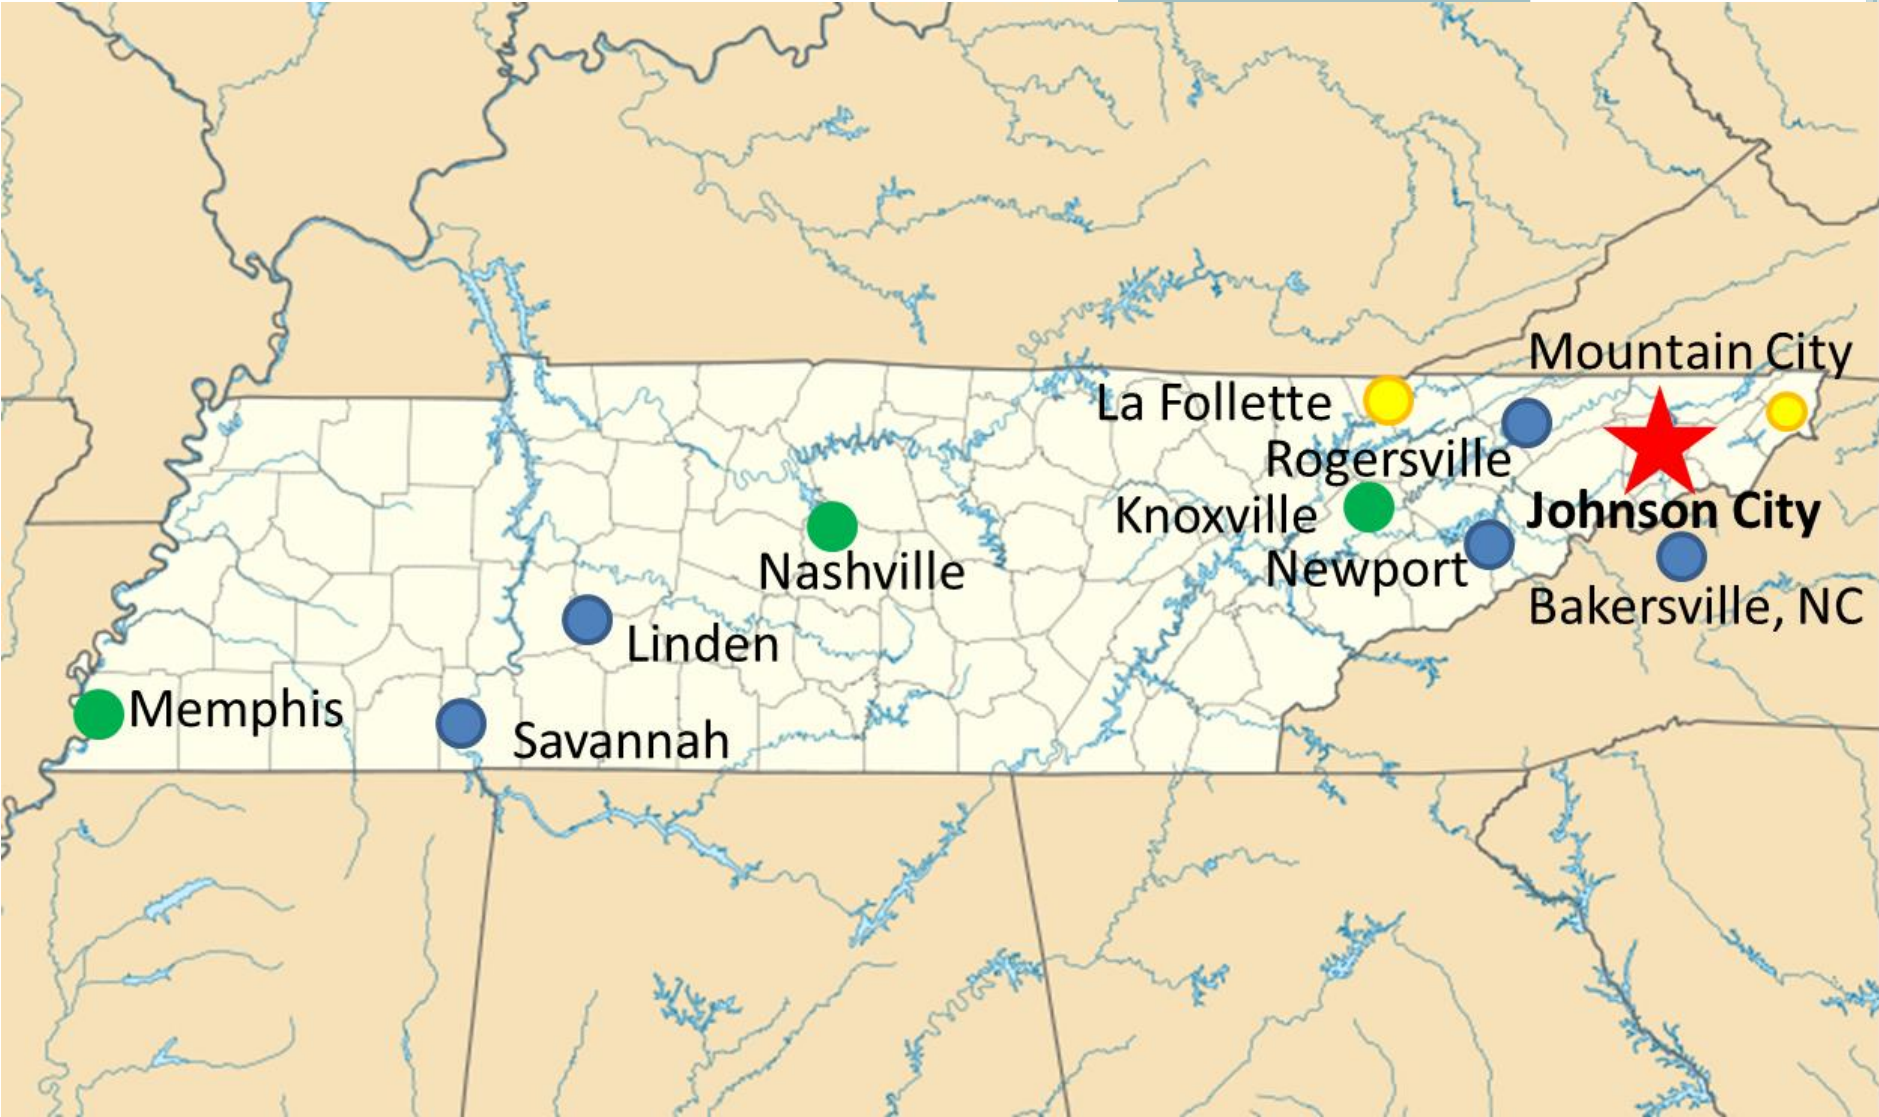 Mountain City
La Follette
Rogersville
Knoxville
Johnson City
Newport
Nashville
Bakersville, NC
Linden
Memphis
Savannah